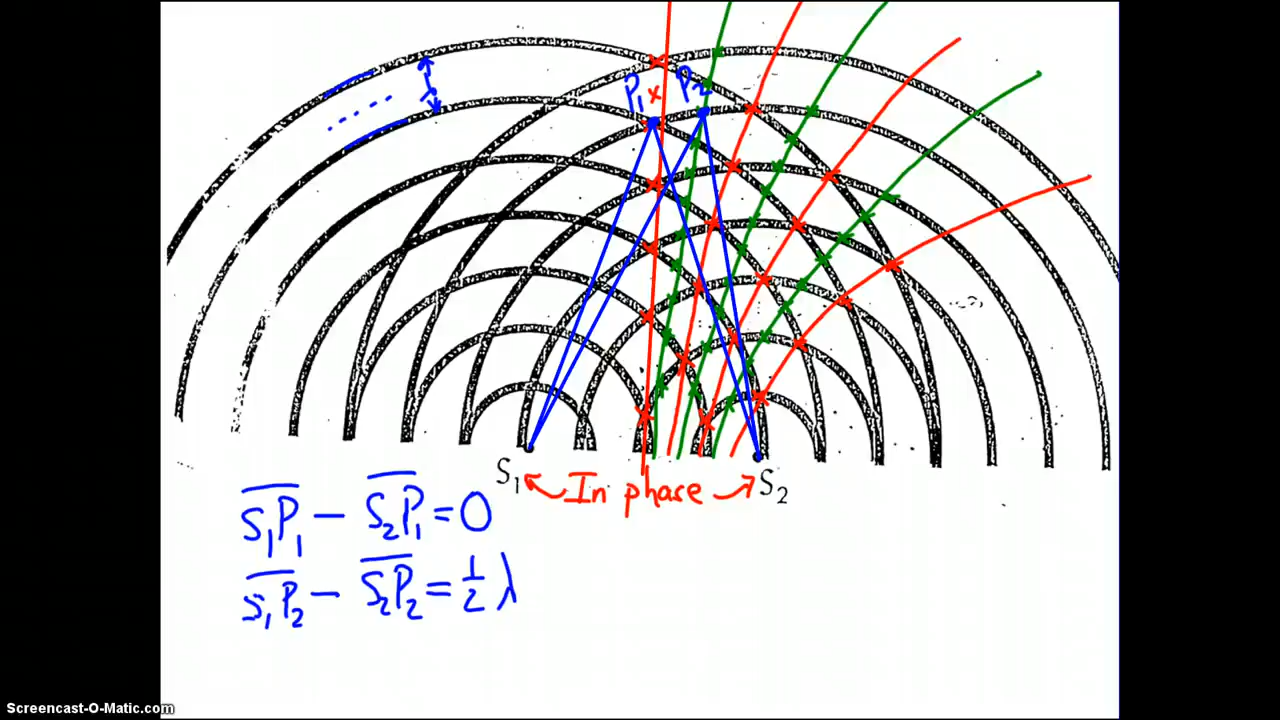 P₁ P₂
S₁ In phase S₂
S₁P₁ − S₂P₁ = 0
S₁P₂ − S₂P₂ = ½ λ
Screencast-O-Matic.com